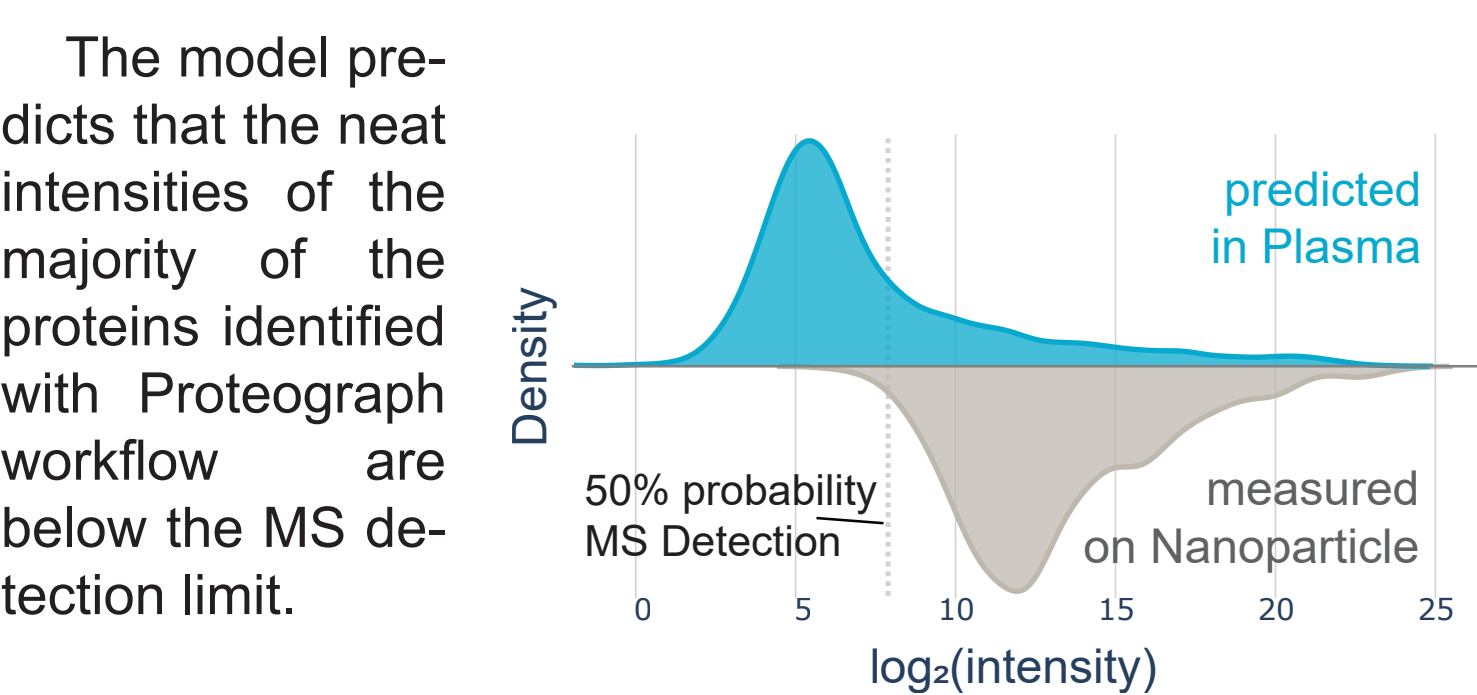 The model pre-
dicts that the neat
intensities of the
majority of the
proteins identified
with Proteograph
workflow are
below the MS de-
tection limit.
predicted
in Plasma
Density
50% probability
MS Detection
measured
on Nanoparticle
0 5 10 15 20 25
log₂(intensity)